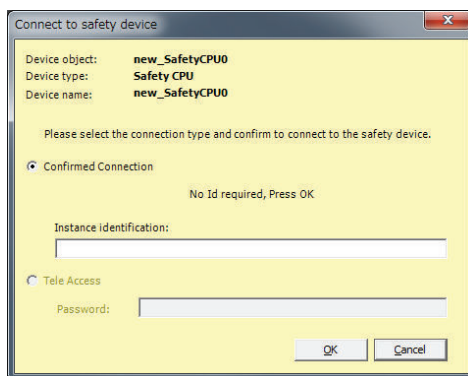 Connect to safety device
Device object: new_SafetyCPU0
Device type: Safety CPU
Device name: new_SafetyCPU0
Please select the connection type and confirm to connect to the safety device.
Confirmed Connection
No Id required, Press OK
Instance identification:
Tele Access
Password:
OK Cancel